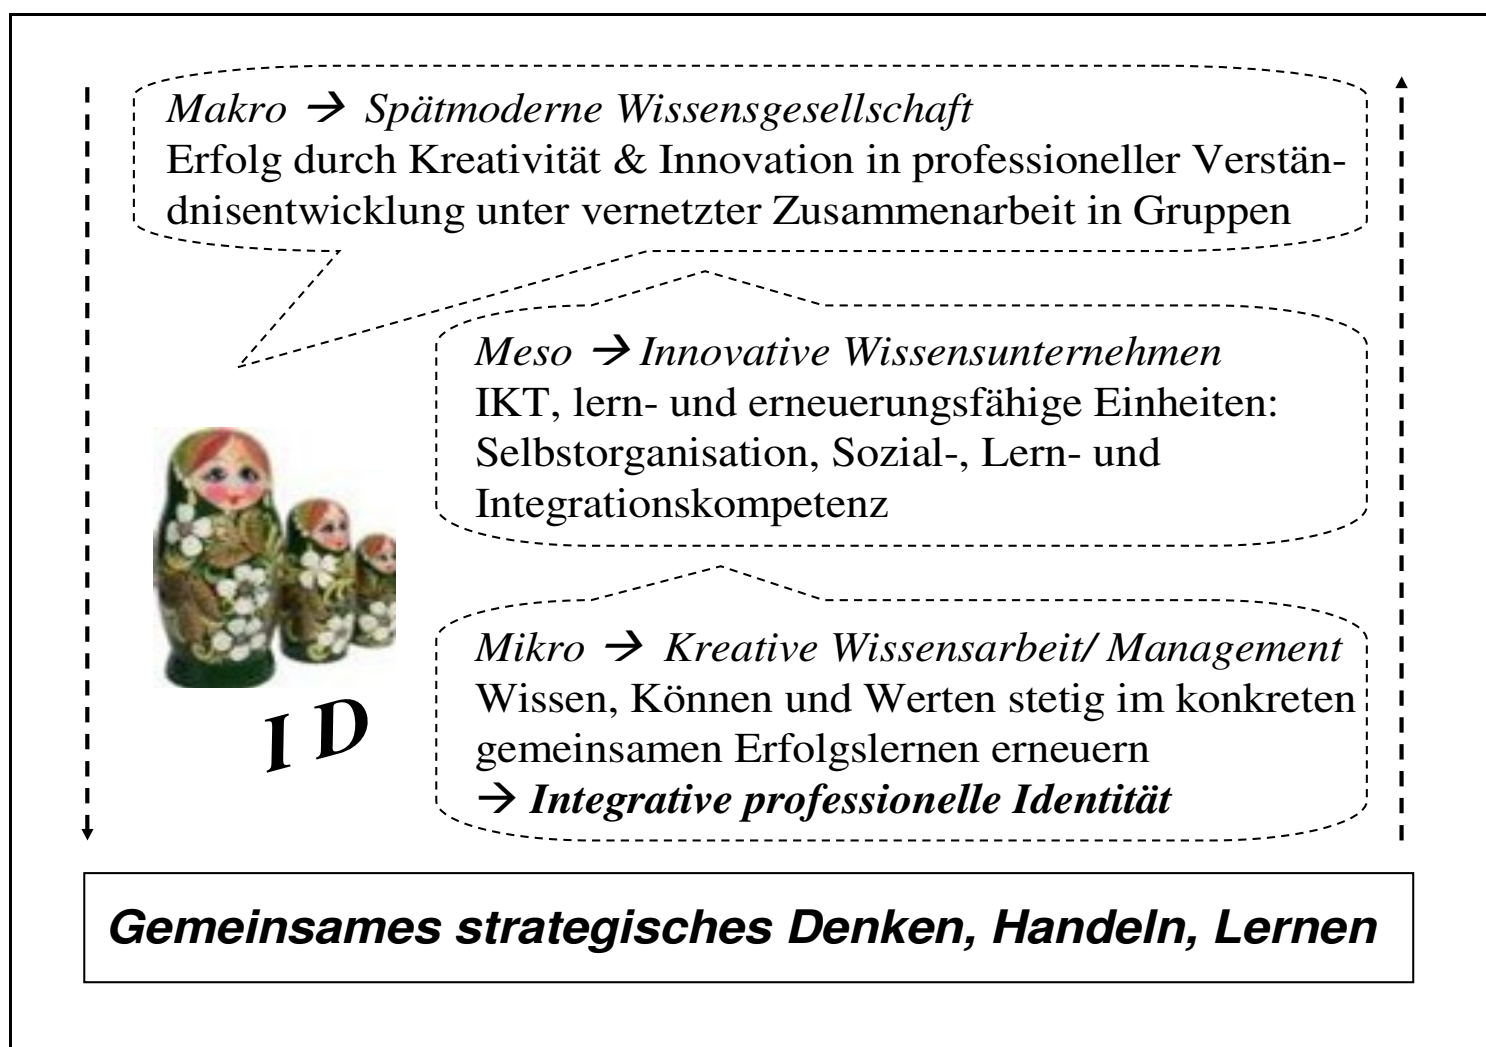 Makro → Spätmoderne Wissensgesellschaft
Erfolg durch Kreativität & Innovation in professioneller Verstän-
dnisentwicklung unter vernetzter Zusammenarbeit in Gruppen
Meso → Innovative Wissensunternehmen
IKT, lern- und erneuerungsfähige Einheiten:
Selbstorganisation, Sozial-, Lern- und
Integrationskompetenz
Mikro → Kreative Wissensarbeit/ Management
Wissen, Können und Werten stetig im konkreten
gemeinsamen Erfolgslernen erneuern
→ Integrative professionelle Identität
I D
Gemeinsames strategisches Denken, Handeln, Lernen